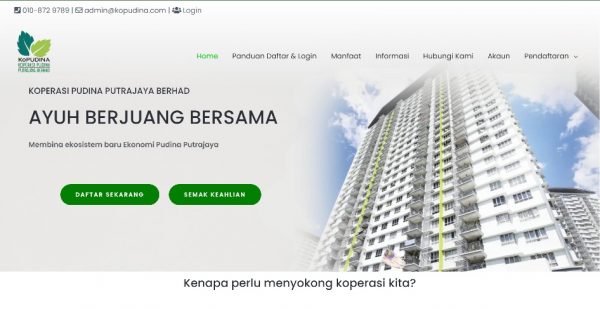 010-872 9789 | admin@kopudina.com | Login
KoPUDINA
KOPERASI PUDINA
PUTRAJAYA BERHAD
Home Panduan Daftar & Login Manfaat Informasi Hubungi Kami Akaun Pendaftaran
KOPERASI PUDINA PUTRAJAYA BERHAD
AYUH BERJUANG BERSAMA
Membina ekosistem baru Ekonomi Pudina Putrajaya
DAFTAR SEKARANG SEMAK KEAHLIAN
Kenapa perlu menyokong koperasi kita?